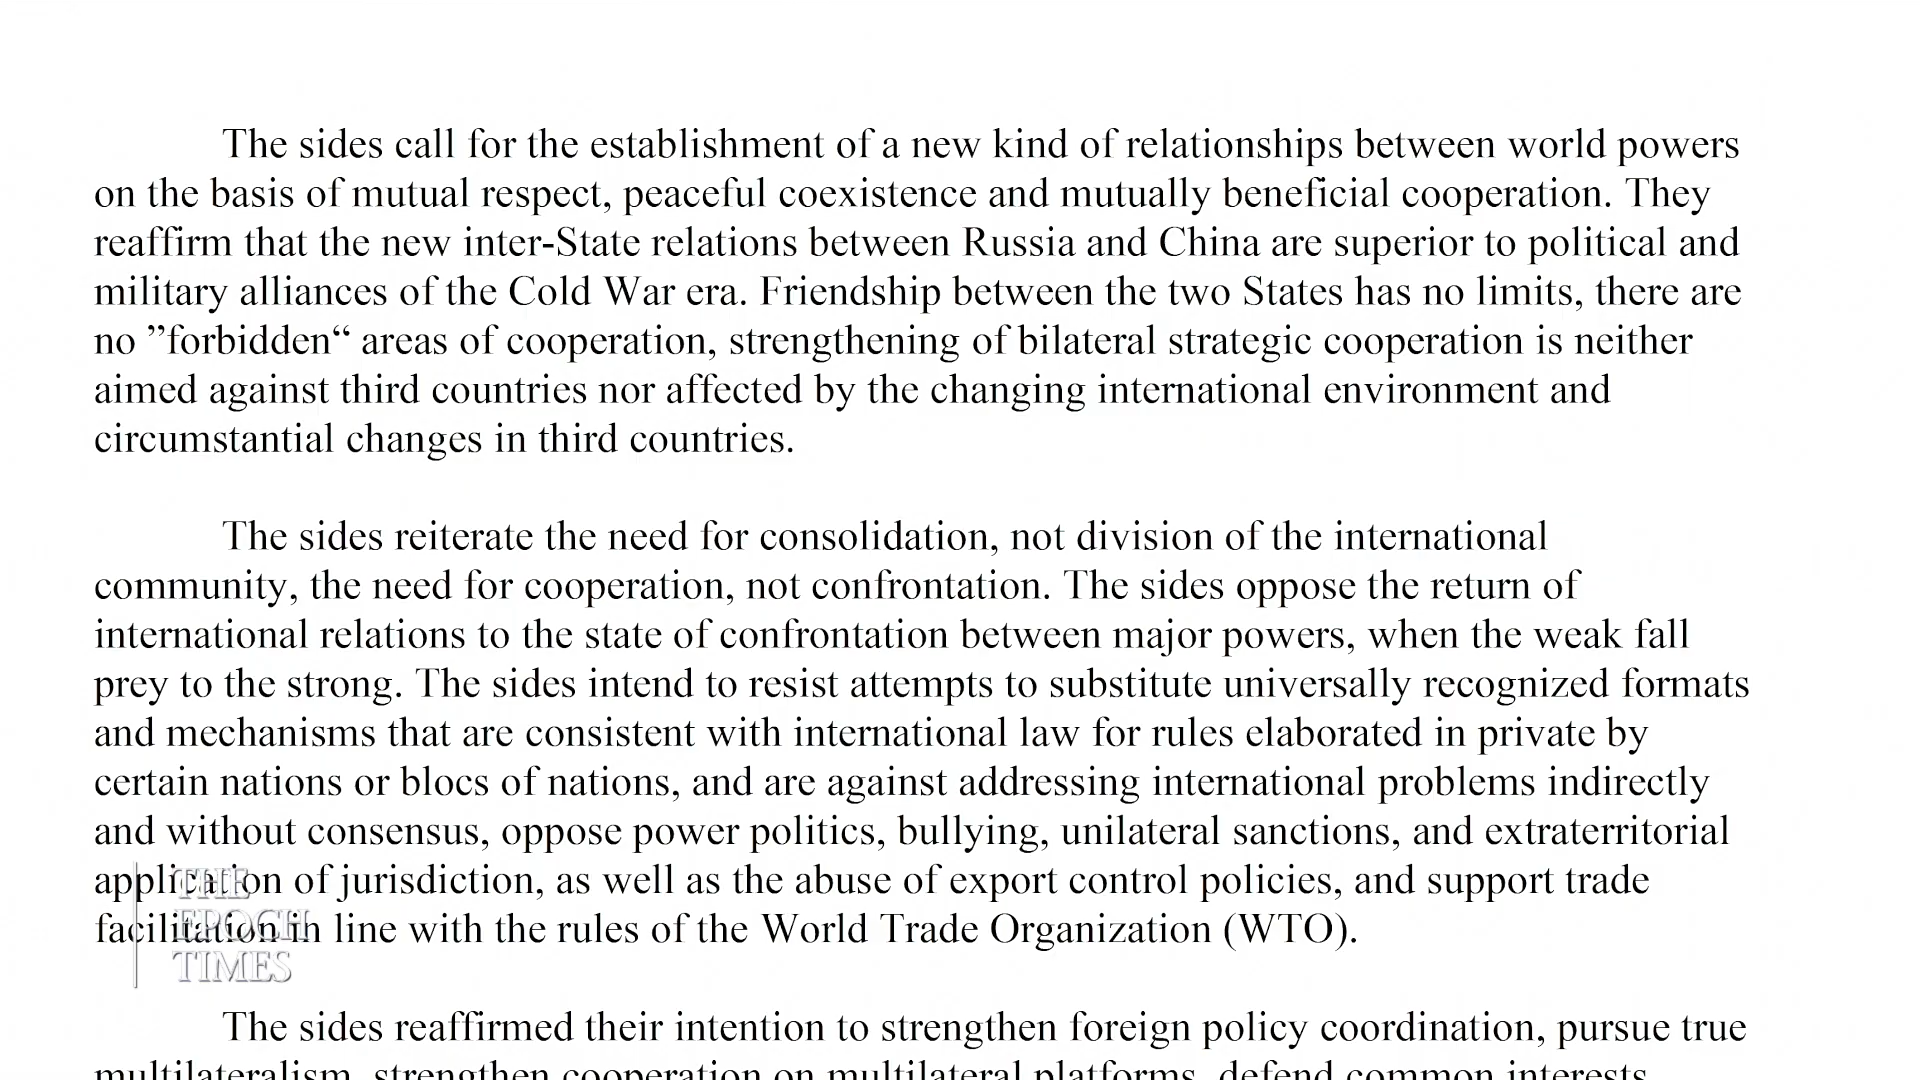 The sides call for the establishment of a new kind of relationships between world powers
on the basis of mutual respect, peaceful coexistence and mutually beneficial cooperation. They
reaffirm that the new inter-State relations between Russia and China are superior to political and
military alliances of the Cold War era. Friendship between the two States has no limits, there are
no ”forbidden“ areas of cooperation, strengthening of bilateral strategic cooperation is neither
aimed against third countries nor affected by the changing international environment and
circumstantial changes in third countries.
The sides reiterate the need for consolidation, not division of the international
community, the need for cooperation, not confrontation. The sides oppose the return of
international relations to the state of confrontation between major powers, when the weak fall
prey to the strong. The sides intend to resist attempts to substitute universally recognized formats
and mechanisms that are consistent with international law for rules elaborated in private by
certain nations or blocs of nations, and are against addressing international problems indirectly
and without consensus, oppose power politics, bullying, unilateral sanctions, and extraterritorial
application of jurisdiction, as well as the abuse of export control policies, and support trade
facilitation in line with the rules of the World Trade Organization (WTO).
THE
EPOCH
TIMES
The sides reaffirmed their intention to strengthen foreign policy coordination, pursue true
multilateralism, strengthen cooperation on multilateral platforms, defend common interests,